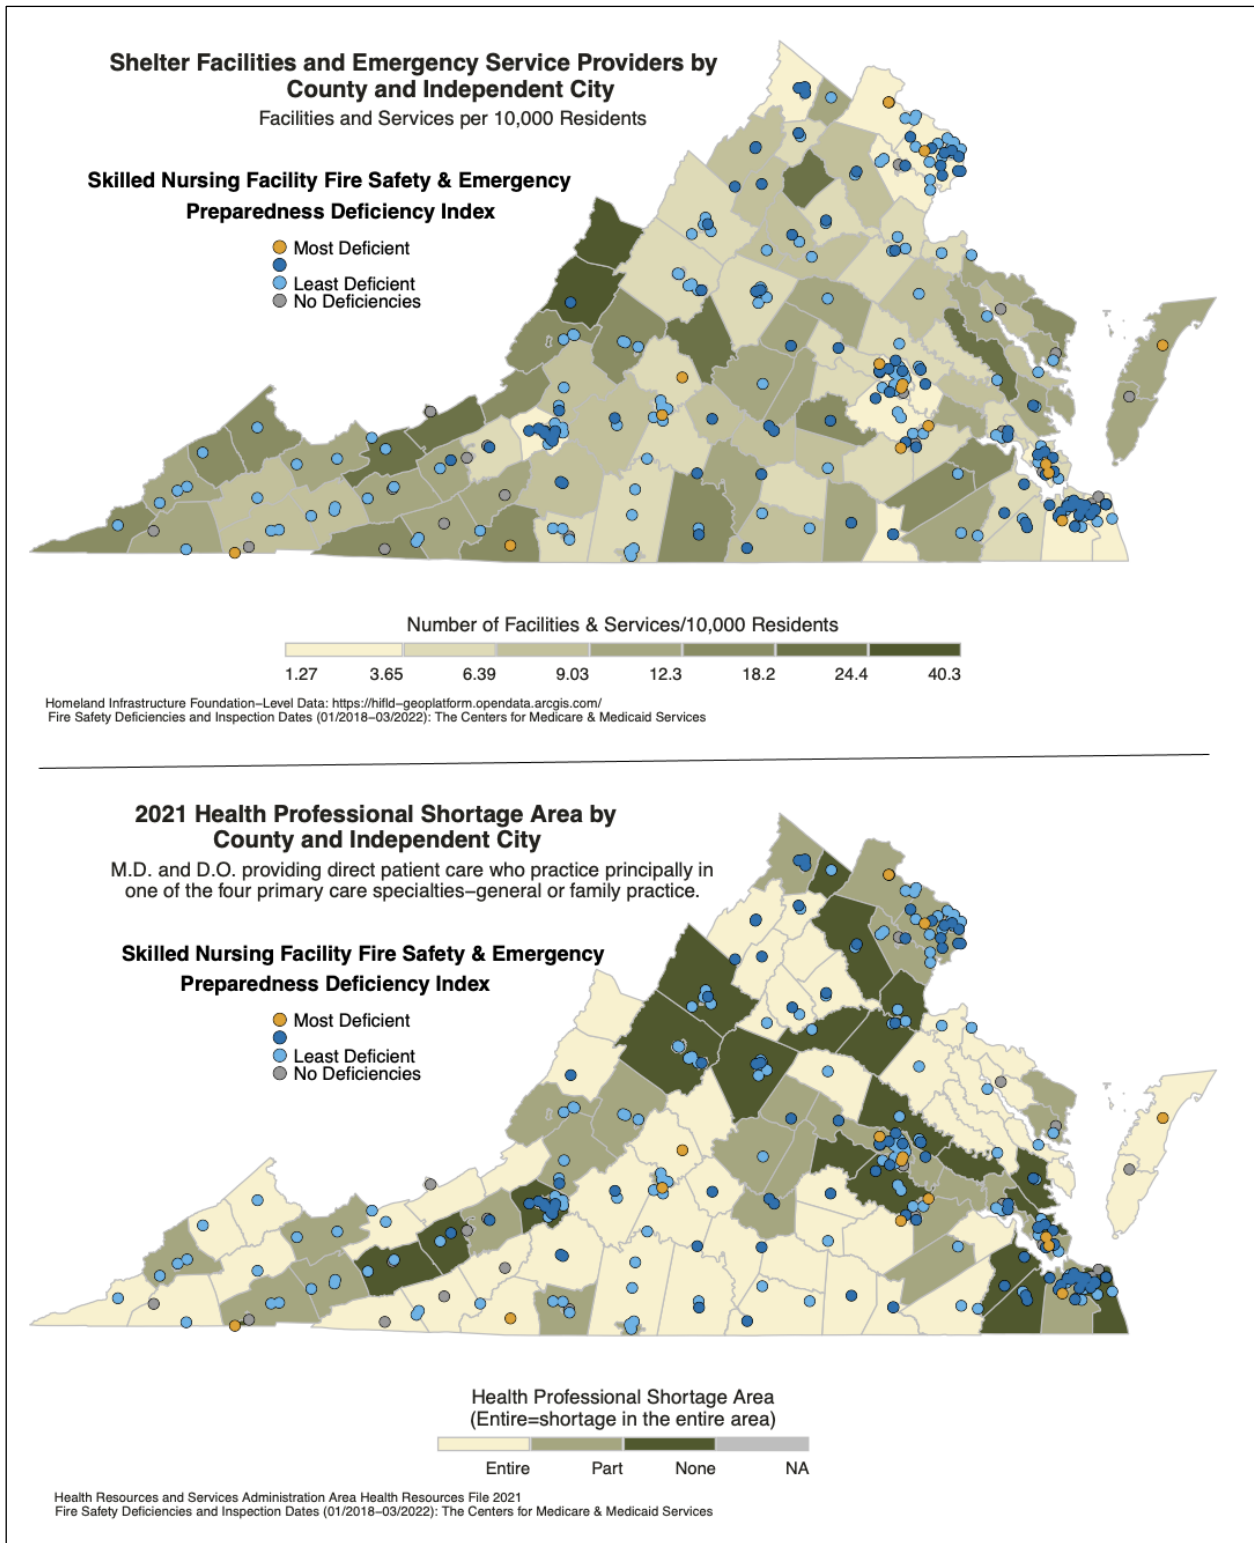 Shelter Facilities and Emergency Service Providers by
County and Independent City
Facilities and Services per 10,000 Residents
Skilled Nursing Facility Fire Safety & Emergency
Preparedness Deficiency Index
Most Deficient
Least Deficient
No Deficiencies
Number of Facilities & Services/10,000 Residents
1.27 3.65 6.39 9.03 12.3 18.2 24.4 40.3
Homeland Infrastructure Foundation−Level Data: https://hifld−geoplatform.opendata.arcgis.com/
Fire Safety Deficiencies and Inspection Dates (01/2018−03/2022): The Centers for Medicare & Medicaid Services
2021 Health Professional Shortage Area by
County and Independent City
M.D. and D.O. providing direct patient care who practice principally in
one of the four primary care specialties−general or family practice.
Skilled Nursing Facility Fire Safety & Emergency
Preparedness Deficiency Index
Most Deficient
Least Deficient
No Deficiencies
Health Professional Shortage Area
(Entire=shortage in the entire area)
Entire Part None NA
Health Resources and Services Administration Area Health Resources File 2021
Fire Safety Deficiencies and Inspection Dates (01/2018−03/2022): The Centers for Medicare & Medicaid Services